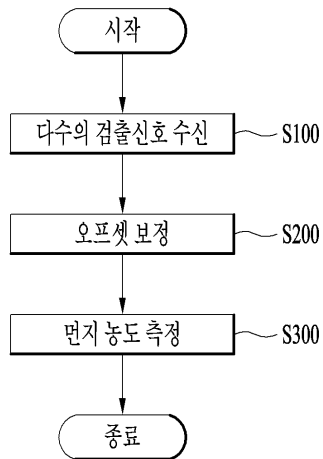 시작
다수의 검출신호 수신
S100
오프셋 보정
S200
먼지 농도 측정
S300
종료